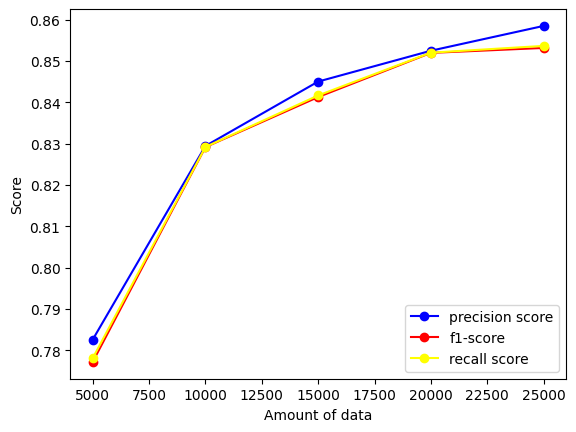 0.86
0.85
0.84
0.83
0.82
0.81
0.80
0.79
0.78
Score
precision score
f1-score
recall score
5000 7500 10000 12500 15000 17500 20000 22500 25000
Amount of data